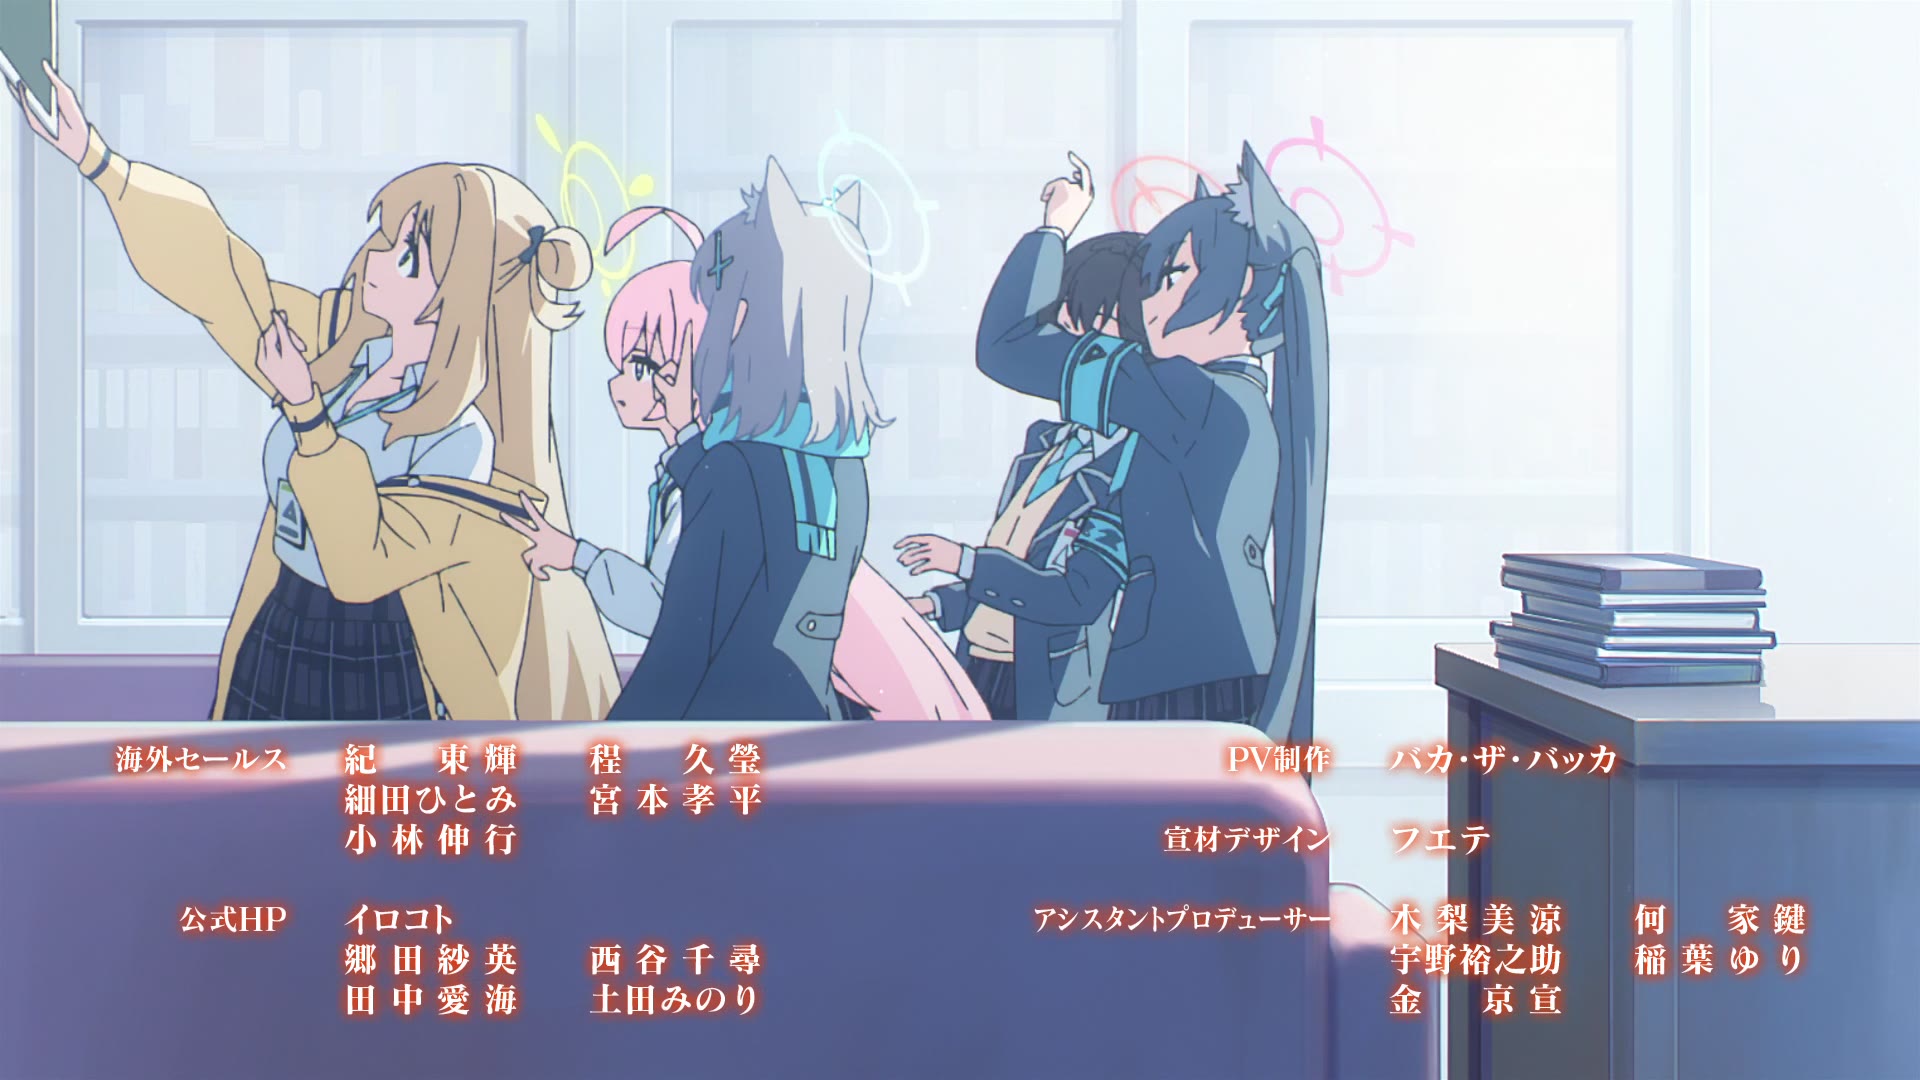 海外セールス 紀東輝 程久瑩
細田ひとみ 宮本孝平
小林伸行
公式HP イロコト
郷田紗英 西谷千尋
田中愛海 土田みのり
PV制作 バカ・ザ・バッカ
宣材デザイン フエテ
アシスタントプロデューサー 木梨美涼 何家鍵
宇野裕之助 稲葉ゆり
金京宣